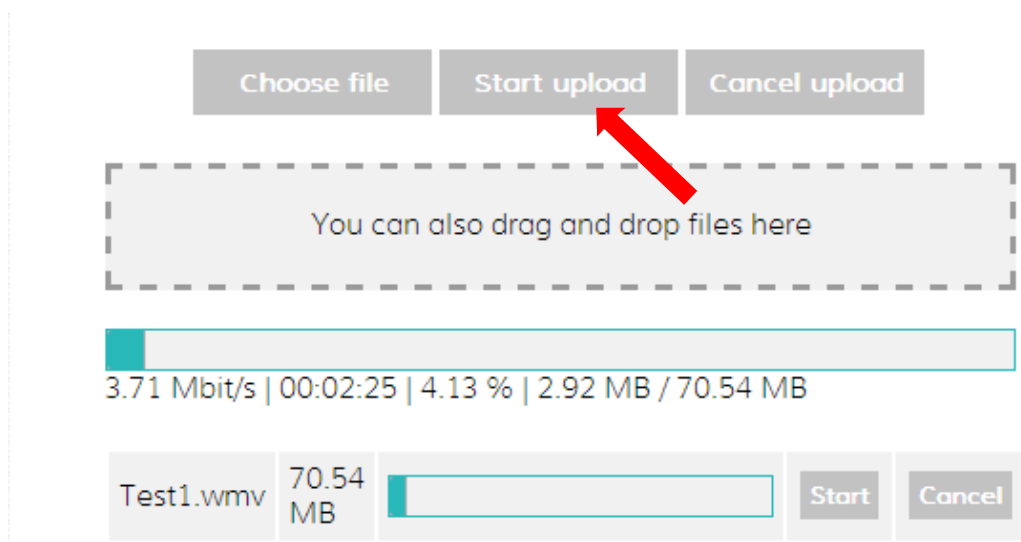 Choose file Start upload Cancel upload
You can also drag and drop files here
3.71 Mbit/s | 00:02:25 | 4.13 % | 2.92 MB / 70.54 MB
Test1.wmv 70.54 MB Start Cancel